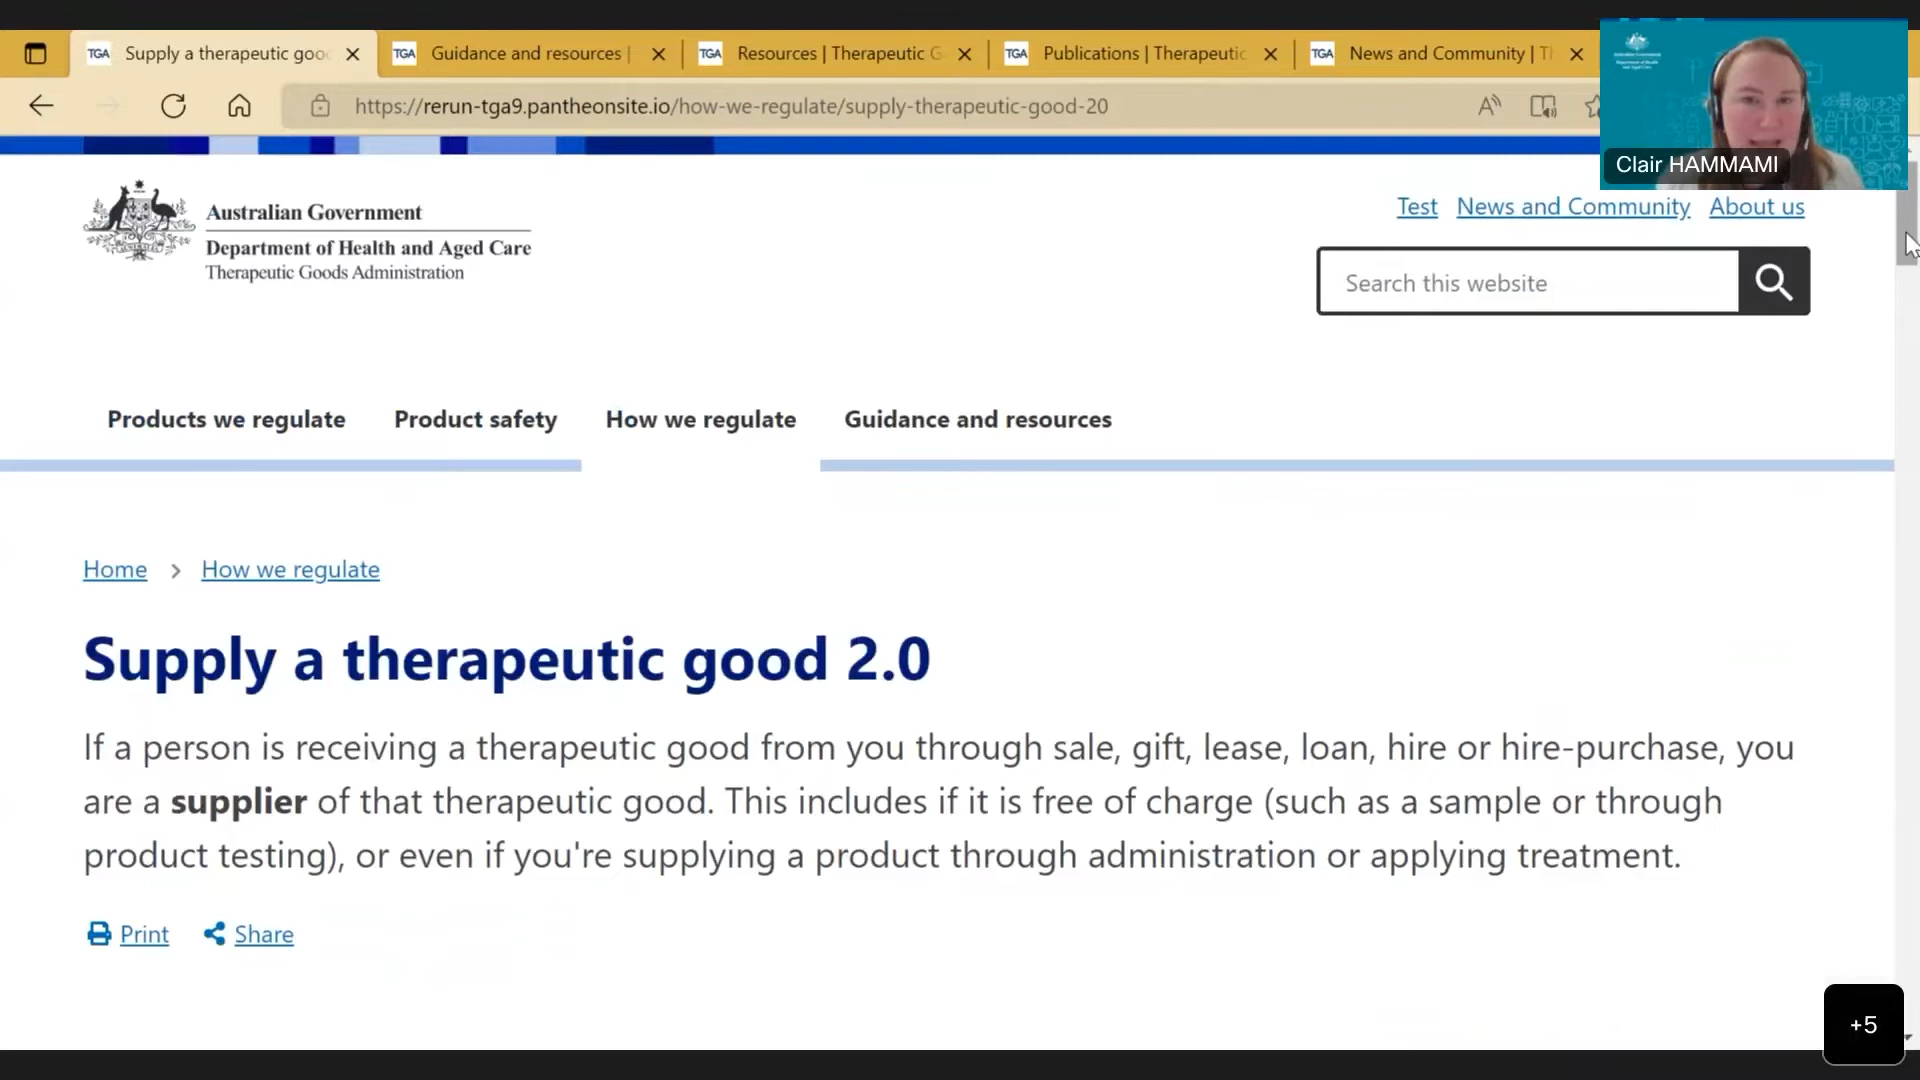 TGA Supply a therapeutic goo
TGA Guidance and resources |
TGA Resources | Therapeutic G
TGA Publications | Therapeutic
TGA News and Community | T
https://rerun-tga9.pantheonsite.io/how-we-regulate/supply-therapeutic-good-20
Clair HAMMAMI
Australian Government
Department of Health and Aged Care
Therapeutic Goods Administration
Test News and Community About us
Search this website
Products we regulate Product safety How we regulate Guidance and resources
Home > How we regulate
Supply a therapeutic good 2.0
If a person is receiving a therapeutic good from you through sale, gift, lease, loan, hire or hire-purchase, you
are a supplier of that therapeutic good. This includes if it is free of charge (such as a sample or through
product testing), or even if you're supplying a product through administration or applying treatment.
Print Share
+5